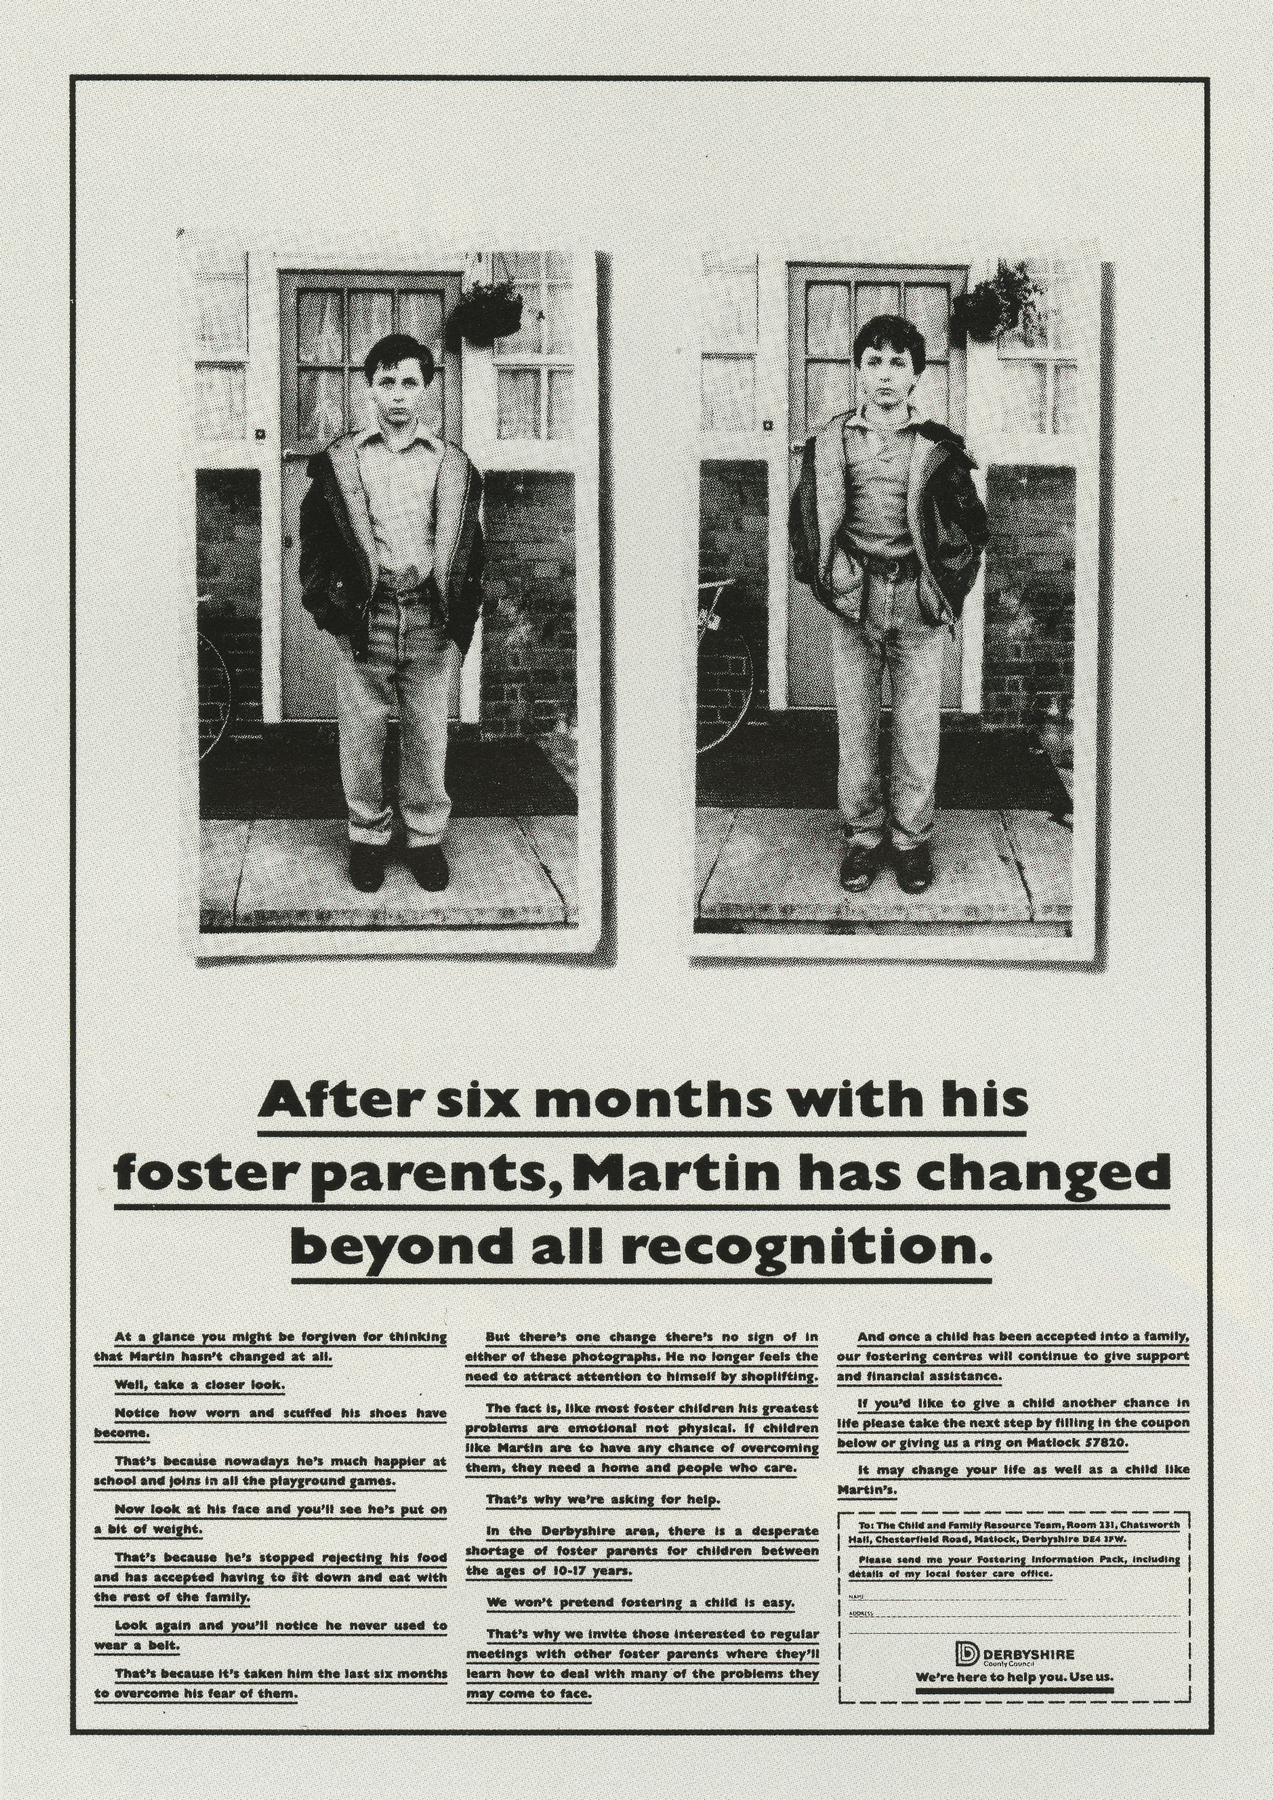 After six months with his
foster parents, Martin has changed
beyond all recognition.
At a glance you might be forgiven for thinking
that Martin hasn't changed at all.
Well, take a closer look.
Notice how worn and scuffed his shoes have
become.
That's because nowadays he's much happier at
school and joins in all the playground games.
Now look at his face and you'll see he's put on
a bit of weight.
That's because he's stopped rejecting his food
and has accepted having to sit down and eat with
the rest of the family.
Look again and you'll notice he never used to
wear a belt.
That's because it's taken him the last six months
to overcome his fear of them.
But there's one change there's no sign of in
either of these photographs. He no longer feels the
need to attract attention to himself by shoplifting.
The fact is, like most foster children his greatest
problems are emotional not physical. If children
like Martin are to have any chance of overcoming
them, they need a home and people who care.
That's why we're asking for help.
In the Derbyshire area, there is a desperate
shortage of foster parents for children between
the ages of 10-17 years.
We won't pretend fostering a child is easy.
That's why we invite those interested to regular
meetings with other foster parents where they'll
learn how to deal with many of the problems they
may come to face.
And once a child has been accepted into a family,
our fostering centres will continue to give support
and financial assistance.
If you'd like to give a child another chance in
life please take the next step by filling in the coupon
below or giving us a ring on Matlock 57820.
It may change your life as well as a child like
Martin's.
To: The Child and Family Resource Team, Room 231, Chatsworth
Hall, Chesterfield Road, Matlock, Derbyshire DE4 3FW.
Please send me your Fostering Information Pack, including
details of my local foster care office.
NAME
ADDRESS
DERBYSHIRE
County Council
We're here to help you. Use us.